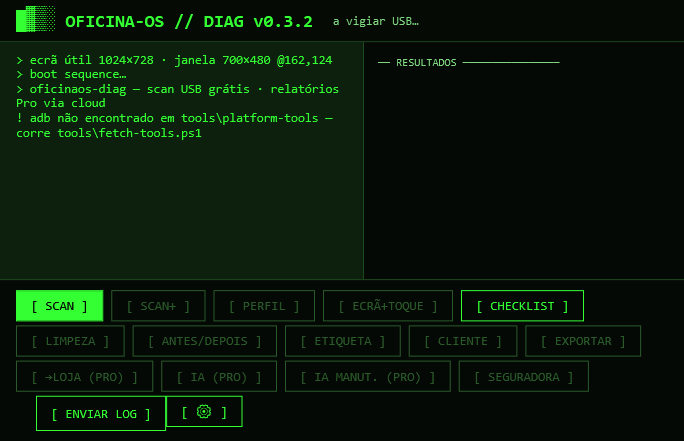 OFICINA-OS // DIAG v0.3.2 a vigiar USB…
> ecrã útil 1024×728 · janela 700×480 @162,124
> boot sequence…
> oficinaos-diag — scan USB grátis · relatórios
Pro via cloud
! adb não encontrado em tools\platform-tools —
corre tools\fetch-tools.ps1
── RESULTADOS ────────────────
[ SCAN ] [ SCAN+ ] [ PERFIL ] [ ECRÃ+TOQUE ] [ CHECKLIST ]
[ LIMPEZA ] [ ANTES/DEPOIS ] [ ETIQUETA ] [ CLIENTE ] [ EXPORTAR ]
[ →LOJA (PRO) ] [ IA (PRO) ] [ IA MANUT. (PRO) ] [ SEGURADORA ]
[ ENVIAR LOG ] [ ⚙ ]